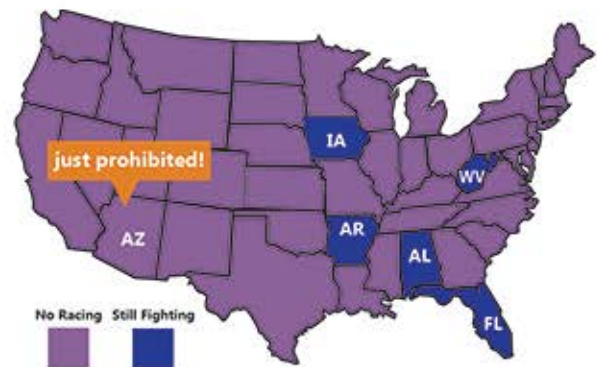 IA
just prohibited!
WV
AZ
AR
AL
FL
No Racing Still Fighting